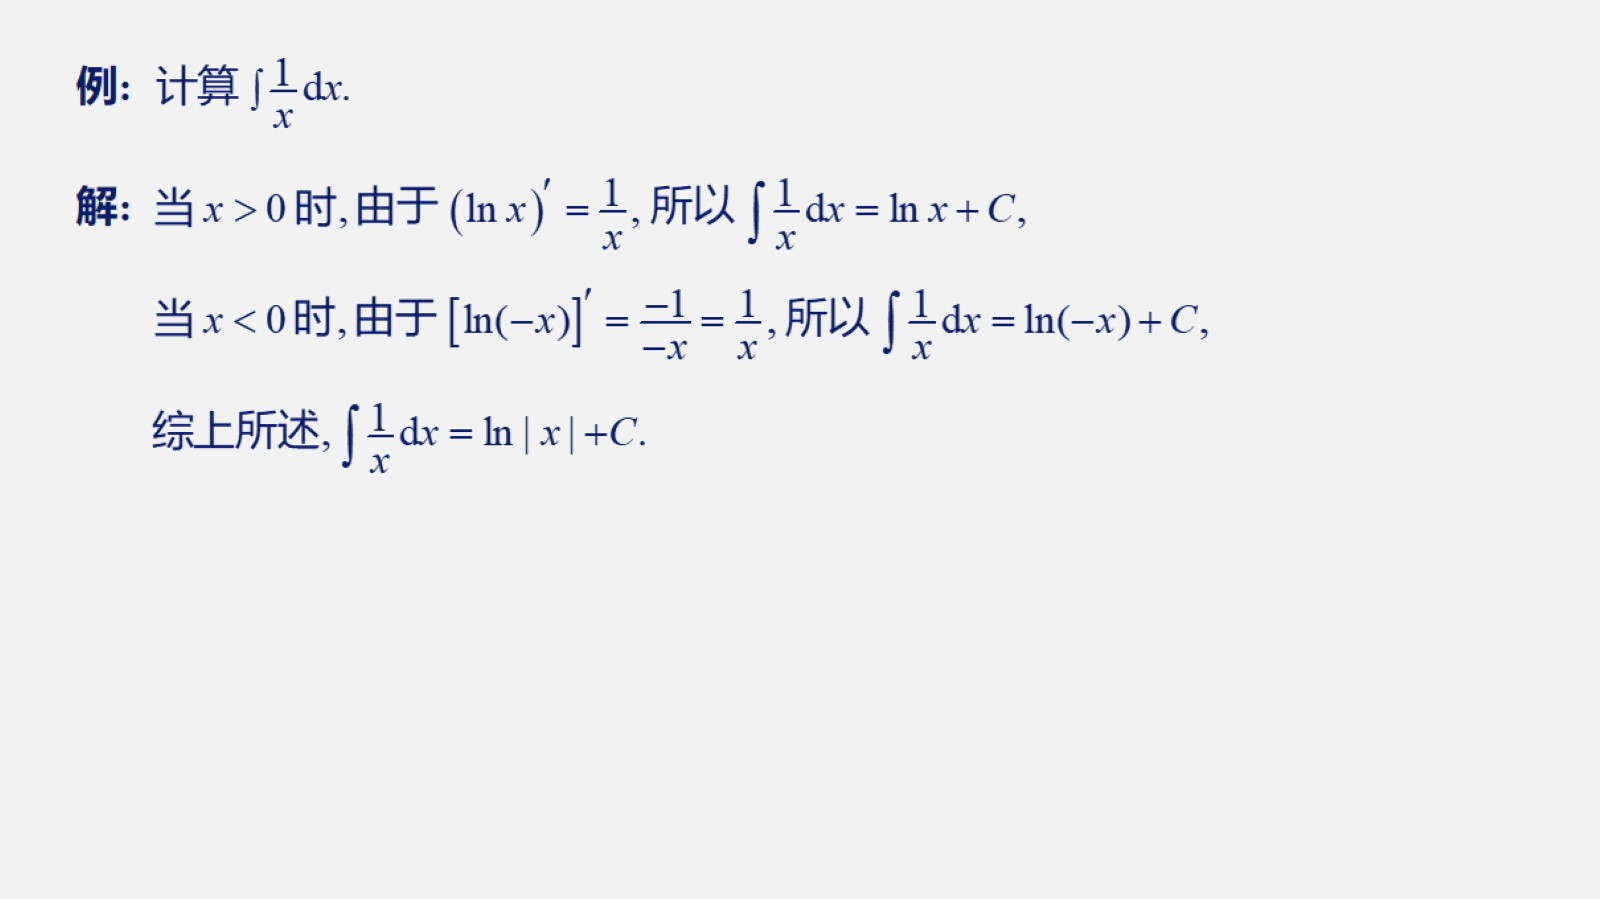 例: 计算 ∫ 1/x dx.
解: 当 x > 0 时, 由于 (ln x)′ = 1/x, 所以 ∫ 1/x dx = ln x + C,
当 x < 0 时, 由于 [ln(−x)]′ = −1/−x = 1/x, 所以 ∫ 1/x dx = ln(−x) + C,
综上所述, ∫ 1/x dx = ln | x | +C.